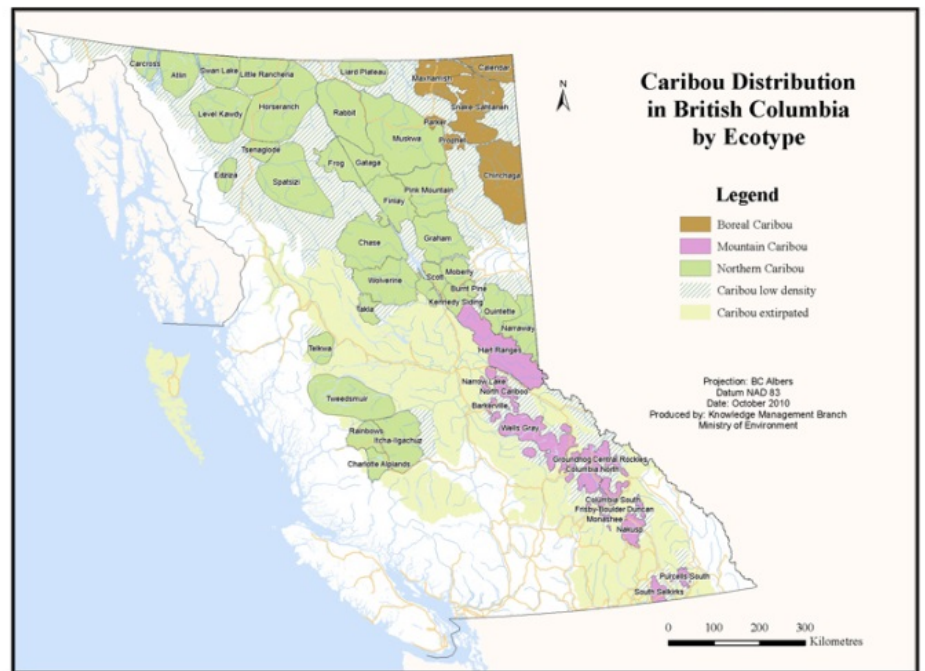 Caribou Distribution
in British Columbia
by Ecotype
N
Legend
Boreal Caribou
Mountain Caribou
Northern Caribou
Caribou low density
Caribou extirpated
Projection: BC Albers
Datum NAD 83
Date: October 2010
Produced by: Knowledge Management Branch
Ministry of Environment
0 100 200 300
Kilometres
Carcross
Atlin
Swan Lake
Little Rancheria
Liard Plateau
Maxhamish
Calendar
Level Kawdy
Horseranch
Rabbit
Snake-Sahtaneh
Parker
Muskwa
Prophet
Tsenaglode
Edziza
Spatsizi
Frog
Gataga
Chinchaga
Pink Mountain
Finlay
Chase
Graham
Wolverine
Scott
Moberly
Burnt Pine
Kennedy Siding
Takla
Quintette
Narraway
Telkwa
Hart Ranges
Narrow Lake
North Cariboo
Tweedsmuir
Barkerville
Wells Gray
Rainbows
Itcha-Ilgachuz
Charlotte Alplands
Groundhog
Central Rockies
Columbia North
Columbia South
Frisby-Boulder
Duncan
Monashee
Nakusp
Purcells South
South Selkirks